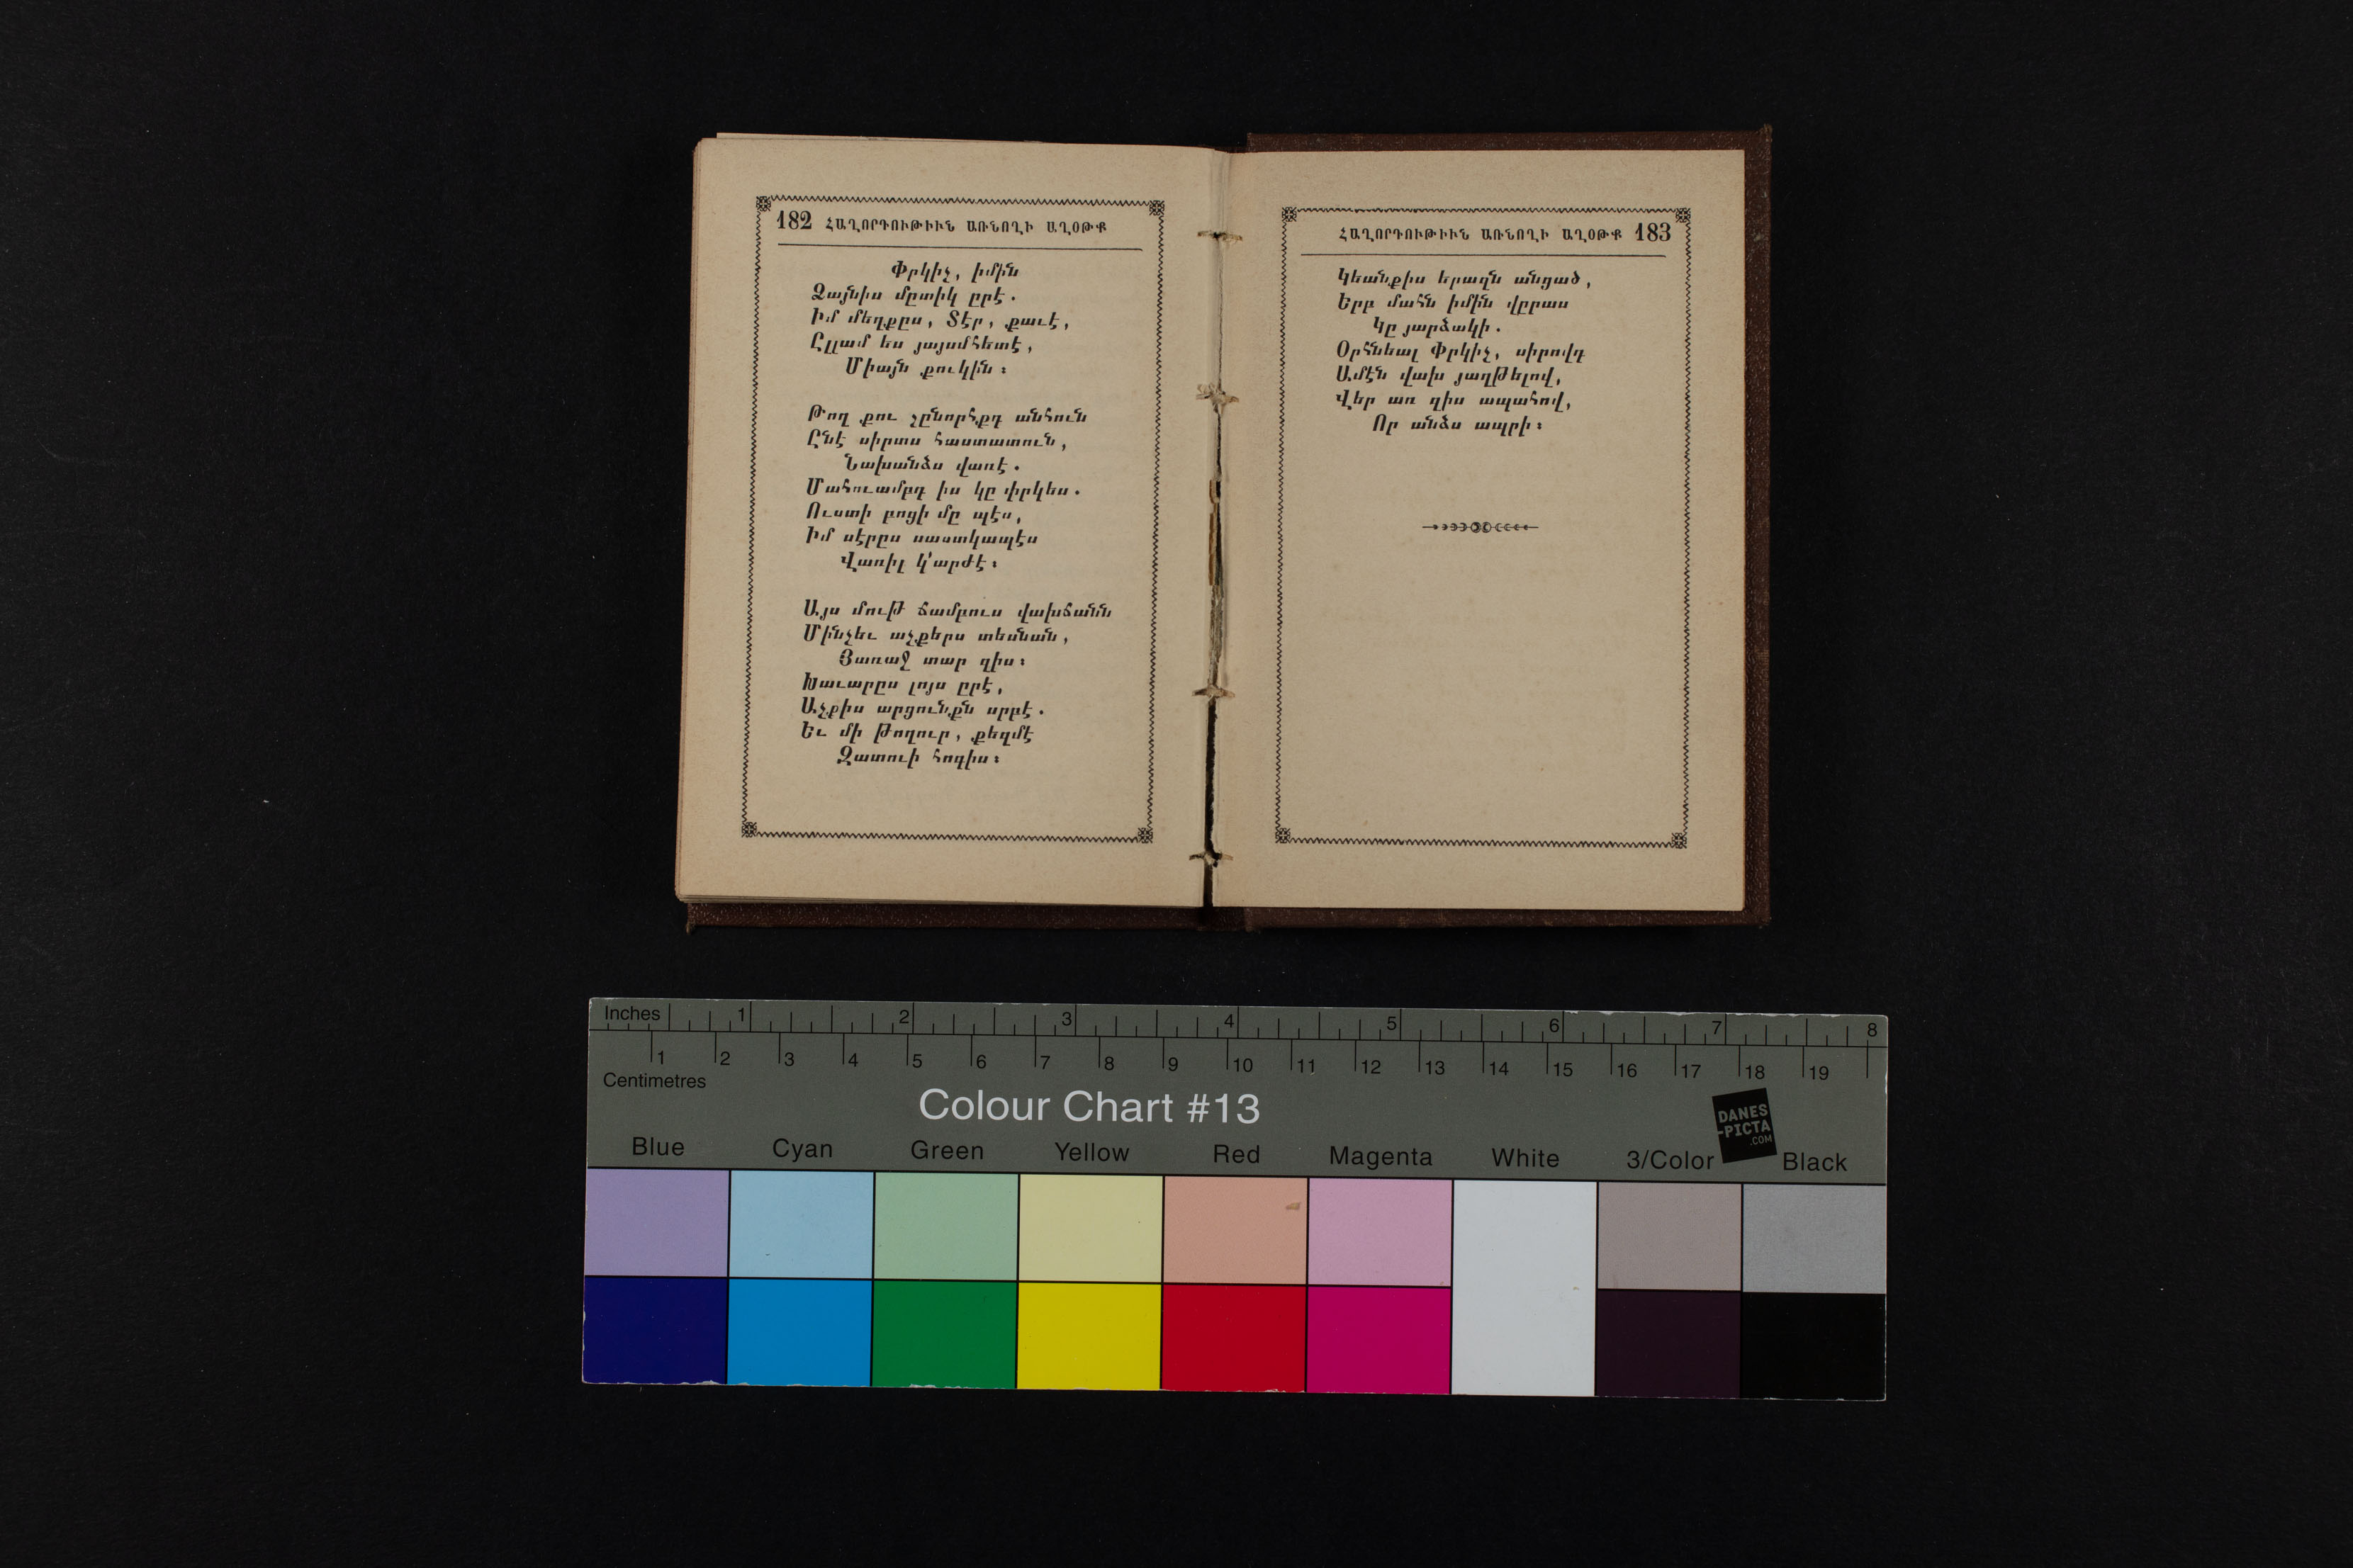 182 ՀԱՂՈՐԴՈՒԹԻՒՆ ԱՌՆՈՂԻ ԱՂՕԹՔ
Փրկիչ, իմին
Ձայնիս մըտիկ ըրէ.
Իմ մեղքըս, Տէր, քաւէ,
Ըլլամ ես յայսմհետէ,
Միայն քուկին:
Թող քու շընորհքդ անհուն
Ընէ սիրտս հաստատուն,
Նախանձս վառէ.
Մահուամբդ իս կը փրկես.
Ուստի բոցի մը պէս,
Իմ սէրըս սաստկապէս
Վառիլ կ՚արժէ:
Այս մութ ճամբուս վախճանն
Մինչեւ աչքերս տեսնան,
Յառաջ տար զիս:
Խաւարըս լոյս ըրէ,
Աչքիս արցունքն սրբէ.
Եւ մի թողուր, քեզմէ
Զատուի հոգիս:
ՀԱՂՈՐԴՈՒԹԻՒՆ ԱՌՆՈՂԻ ԱՂՕԹՔ 183
Կեանքիս երազն անցած,
Երբ մահն իմին վըրաս
Կը յարձակի.
Օրհնեալ Փրկիչ, սիրովդ
Ամէն վախ յաղթելով,
Վեր առ զիս ապահով,
Որ անձս ապրի:
Inches 1 2 3 4 5 6 7 8
1 2 3 4 5 6 7 8 9 10 11 12 13 14 15 16 17 18 19
Centimetres
Colour Chart #13
DANES
-PICTA
.COM
Blue Cyan Green Yellow Red Magenta White 3/Color Black